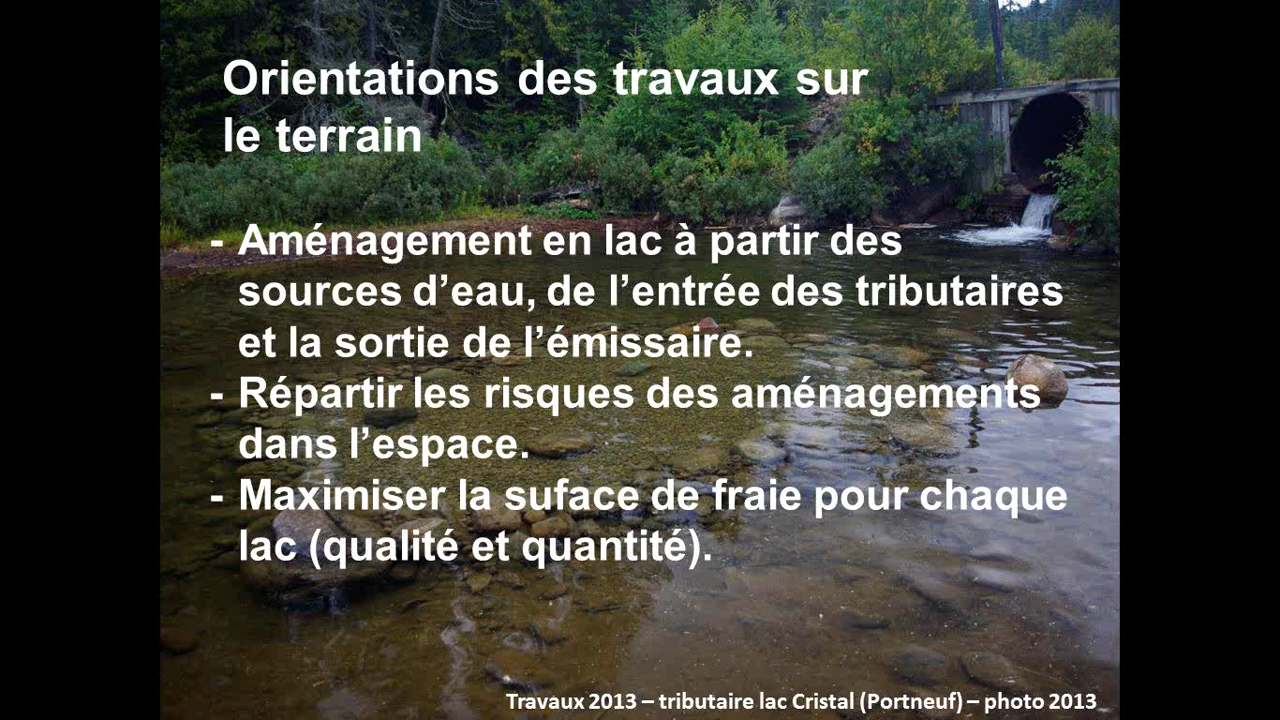 Orientations des travaux sur
le terrain
- Aménagement en lac à partir des
sources d’eau, de l’entrée des tributaires
et la sortie de l’émissaire.
- Répartir les risques des aménagements
dans l’espace.
- Maximiser la suface de fraie pour chaque
lac (qualité et quantité).
Travaux 2013 – tributaire lac Cristal (Portneuf) – photo 2013